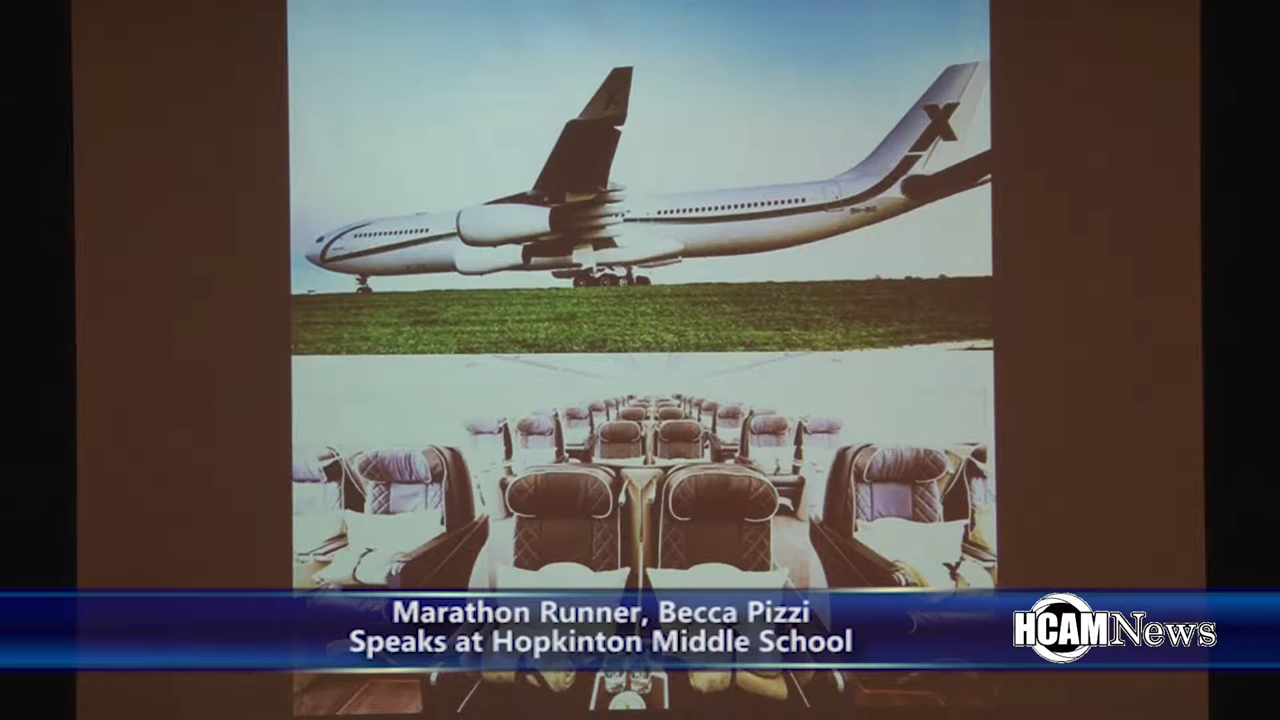 X
Marathon Runner, Becca Pizzi
Speaks at Hopkinton Middle School
HCAMNews